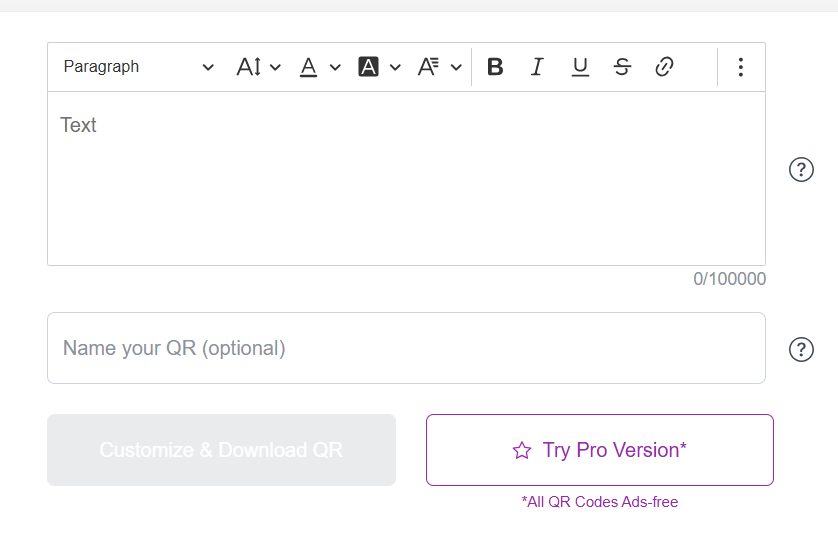 Paragraph A A A A B I U S
Text
?
0/100000
Name your QR (optional)
?
Customize & Download QR
Try Pro Version*
*All QR Codes Ads-free